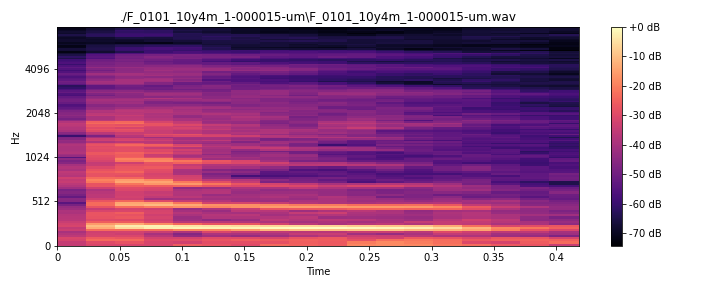 ./F_0101_10y4m_1-000015-um\F_0101_10y4m_1-000015-um.wav
+0 dB
-10 dB
4096
-20 dB
2048
-30 dB
Hz
1024
-40 dB
-50 dB
512
-60 dB
-70 dB
0
0 0.05 0.1 0.15 0.2 0.25 0.3 0.35 0.4
Time